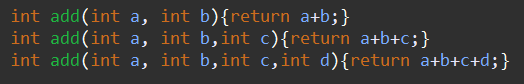 int add(int a, int b){return a+b;}
int add(int a, int b,int c){return a+b+c;}
int add(int a, int b,int c,int d){return a+b+c+d;}